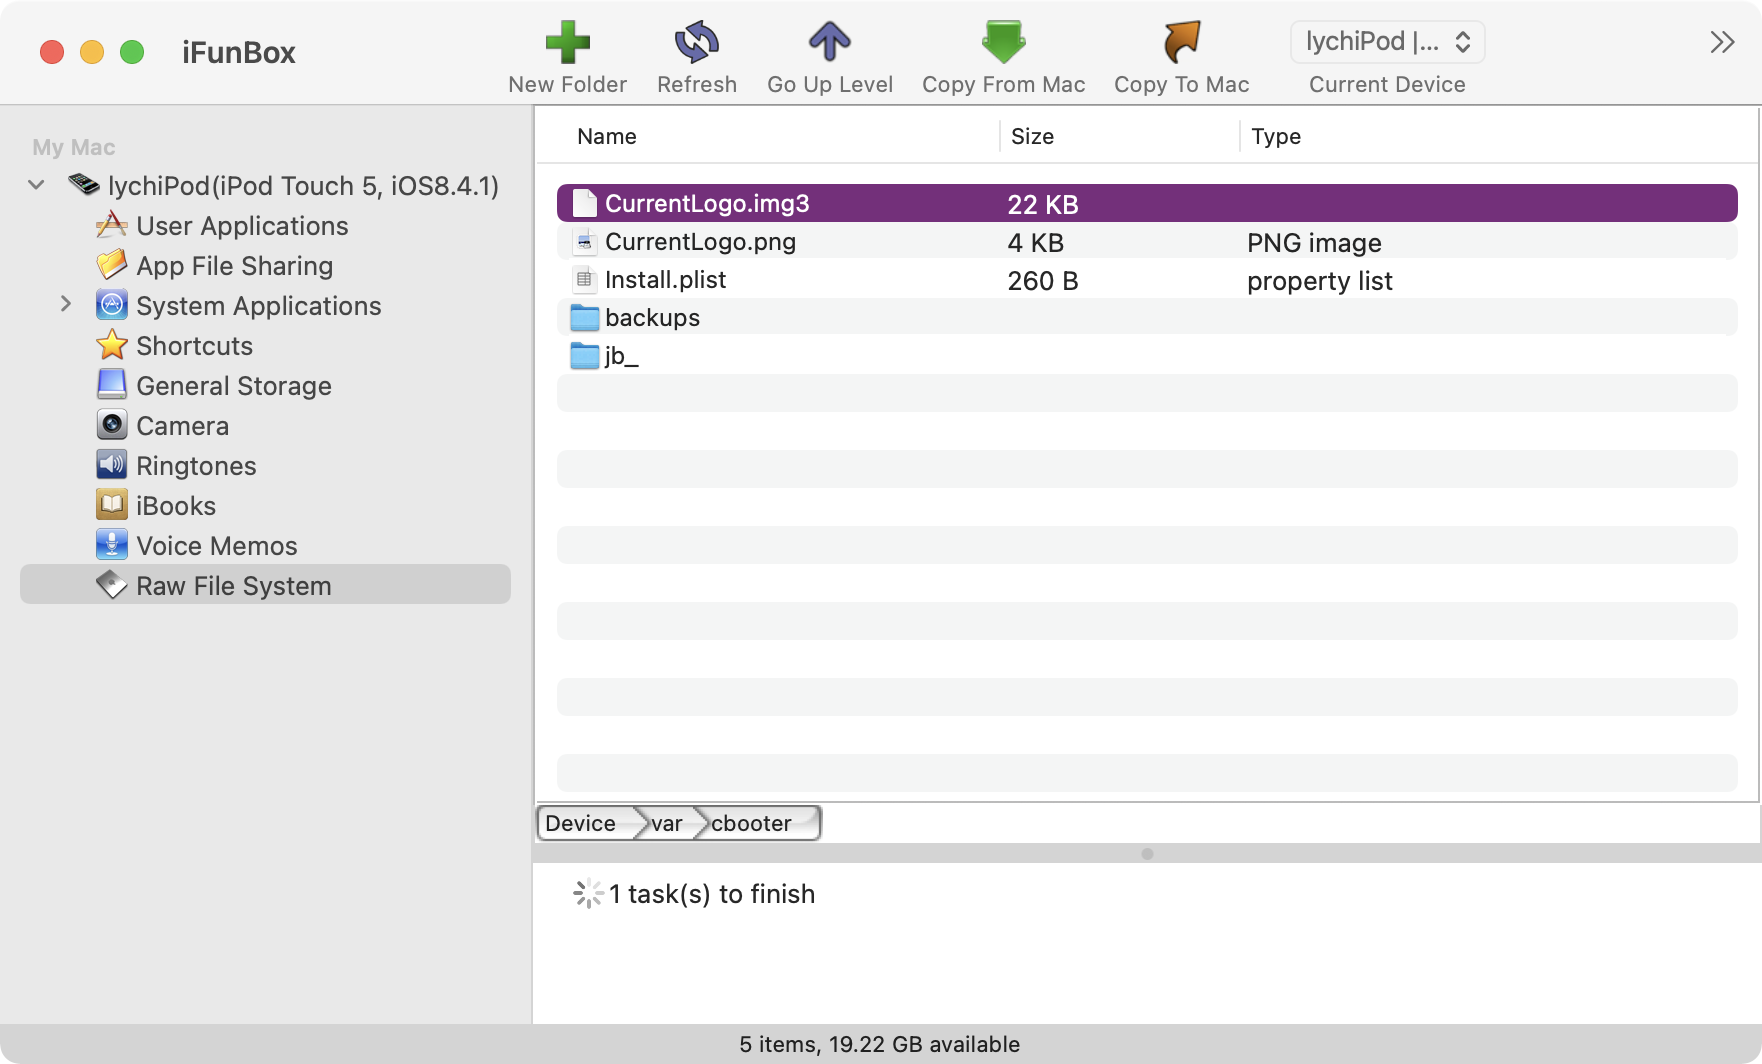 iFunBox
New Folder
Refresh
Go Up Level
Copy From Mac
Copy To Mac
lychiPod |...
Current Device
My Mac
lychiPod(iPod Touch 5, iOS8.4.1)
User Applications
App File Sharing
System Applications
Shortcuts
General Storage
Camera
Ringtones
iBooks
Voice Memos
Raw File System
Name Size Type
CurrentLogo.img3 22 KB
CurrentLogo.png 4 KB PNG image
Install.plist 260 B property list
backups
jb_
Device var cbooter
1 task(s) to finish
5 items, 19.22 GB available